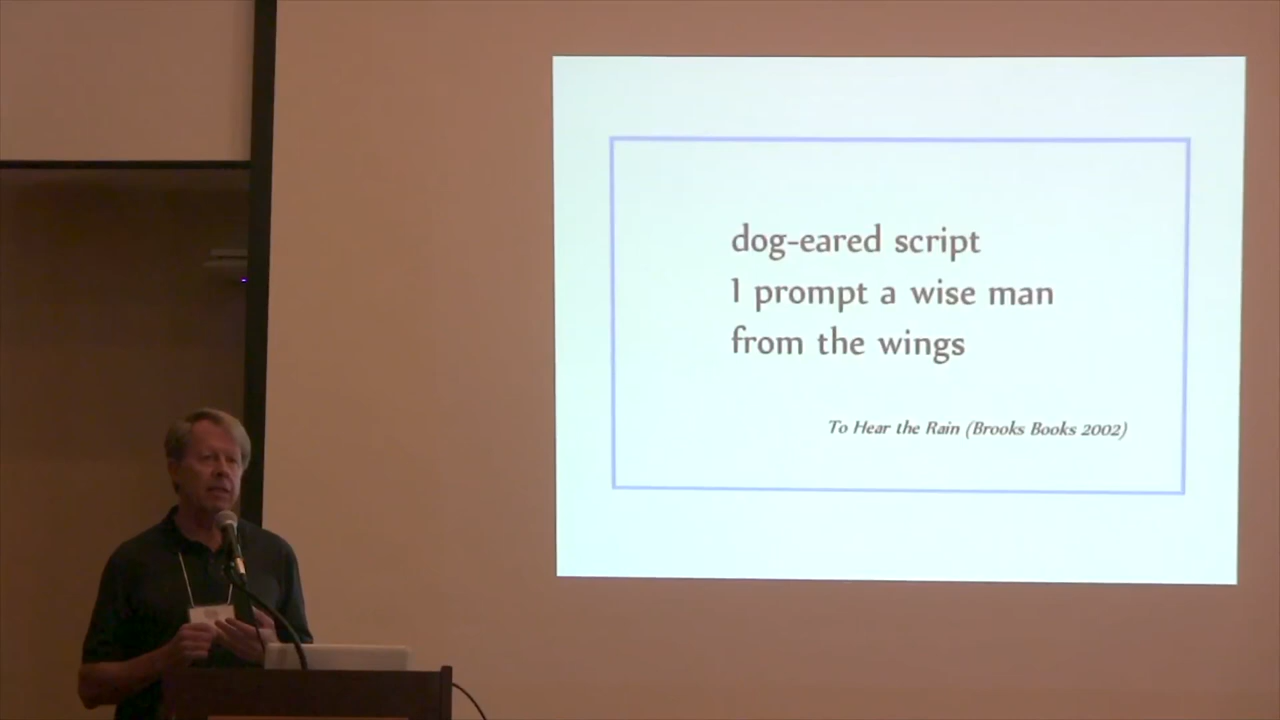 dog-eared script
I prompt a wise man
from the wings
To Hear the Rain (Brooks Books 2002)